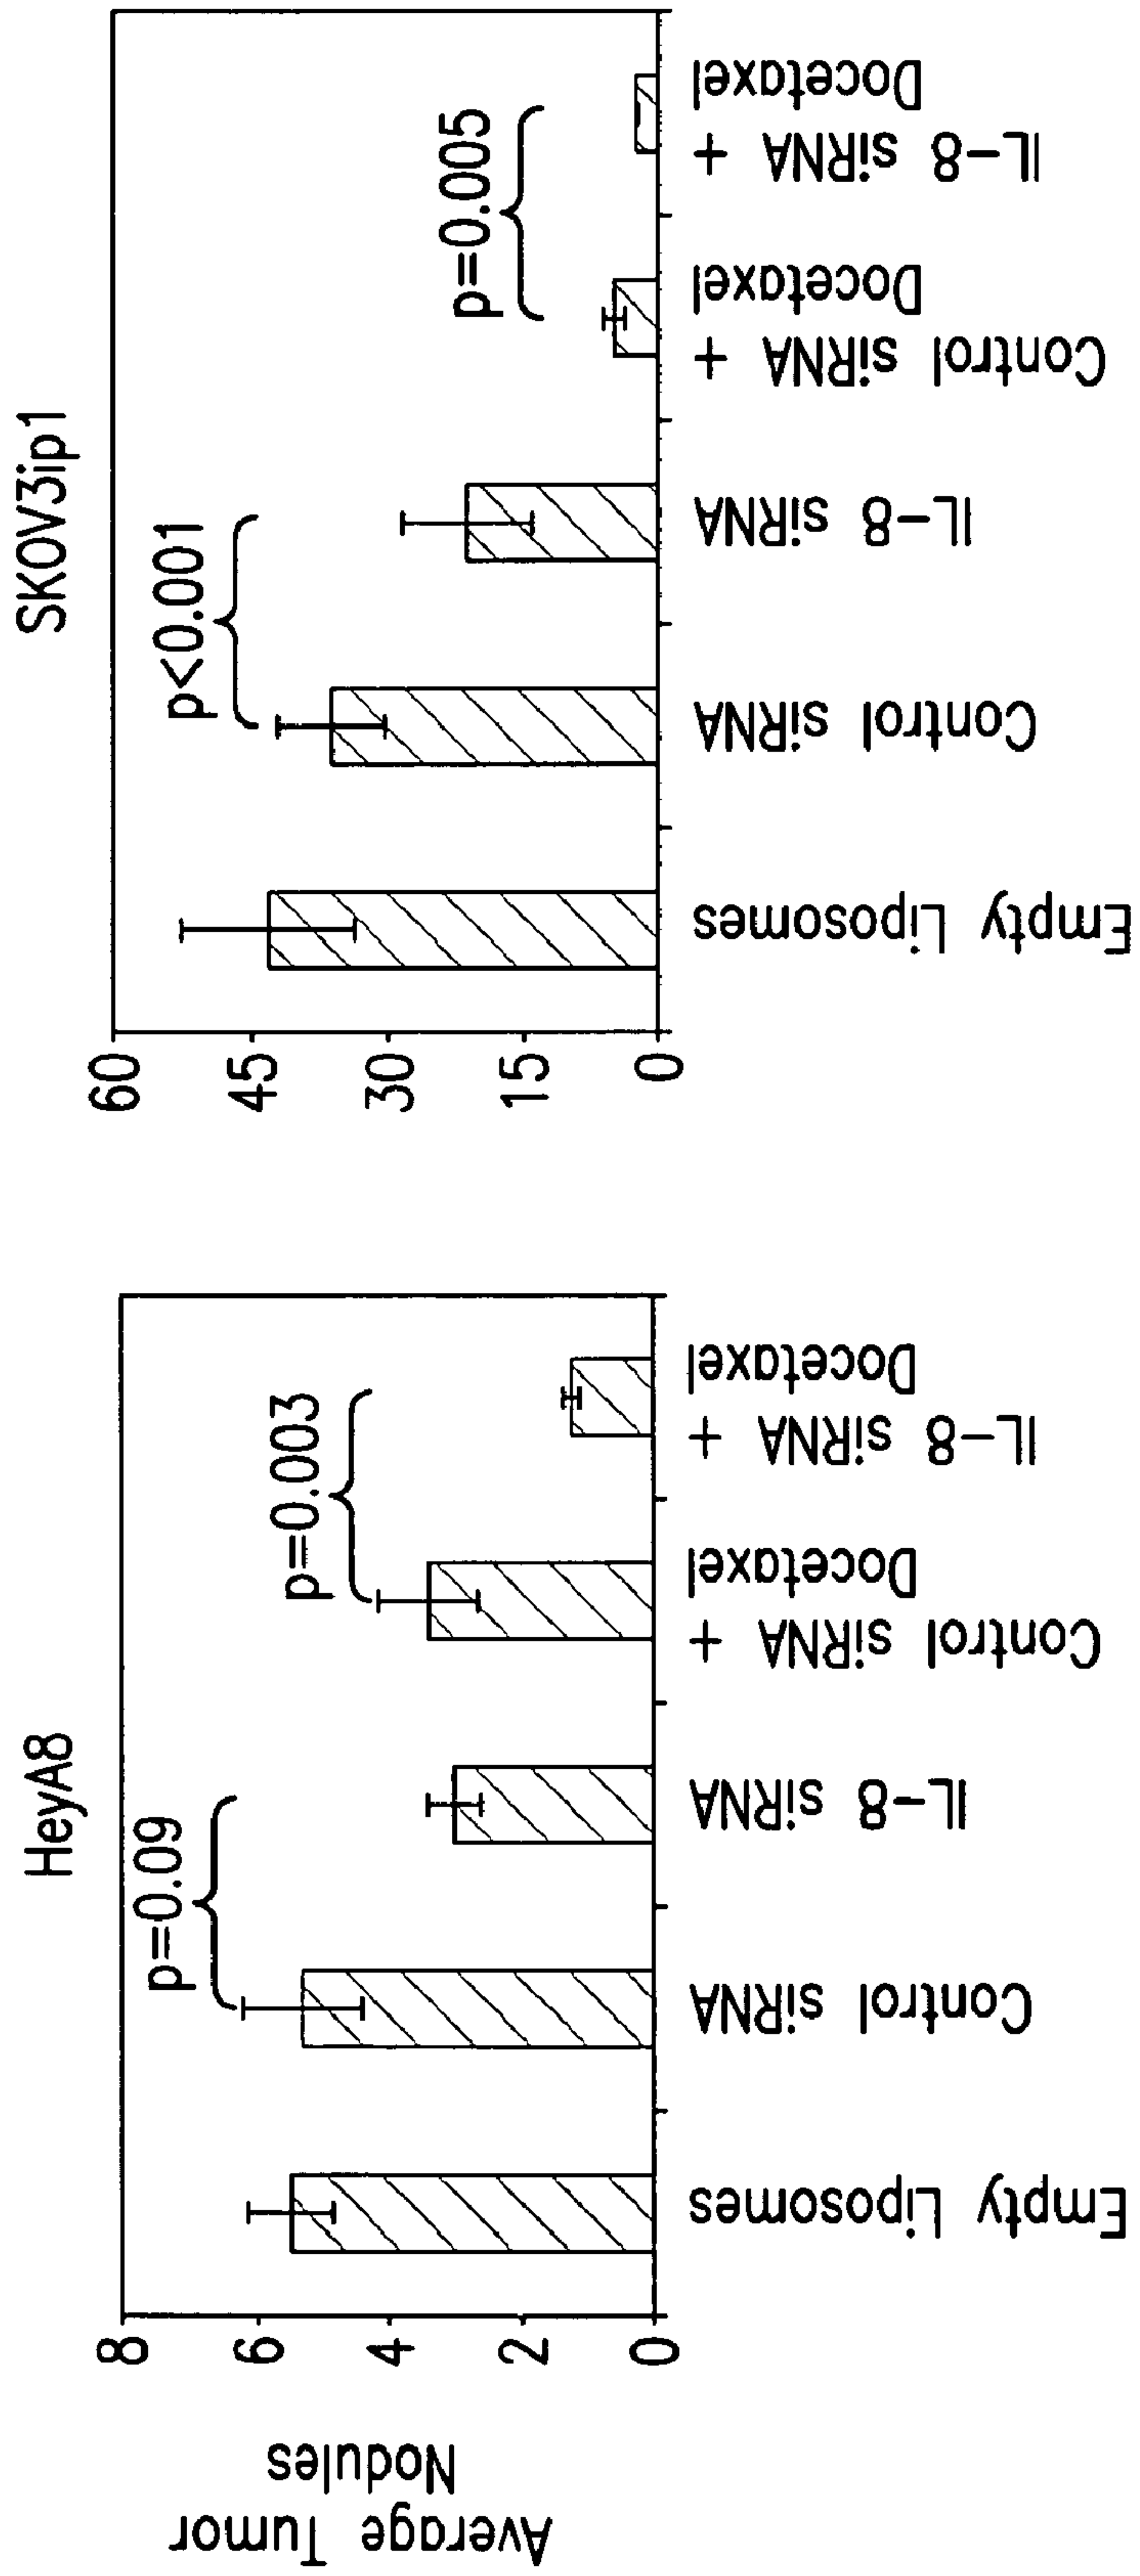 Average Tumor
Nodules
HeyA8
8
6
4
2
0
p=0.09
p=0.003
Empty Liposomes
Control siRNA
IL-8 siRNA
Control siRNA +
Docetaxel
IL-8 siRNA +
Docetaxel
SKOV3ip1
60
45
30
15
0
p<0.001
p=0.005
Empty Liposomes
Control siRNA
IL-8 siRNA
Control siRNA +
Docetaxel
IL-8 siRNA +
Docetaxel